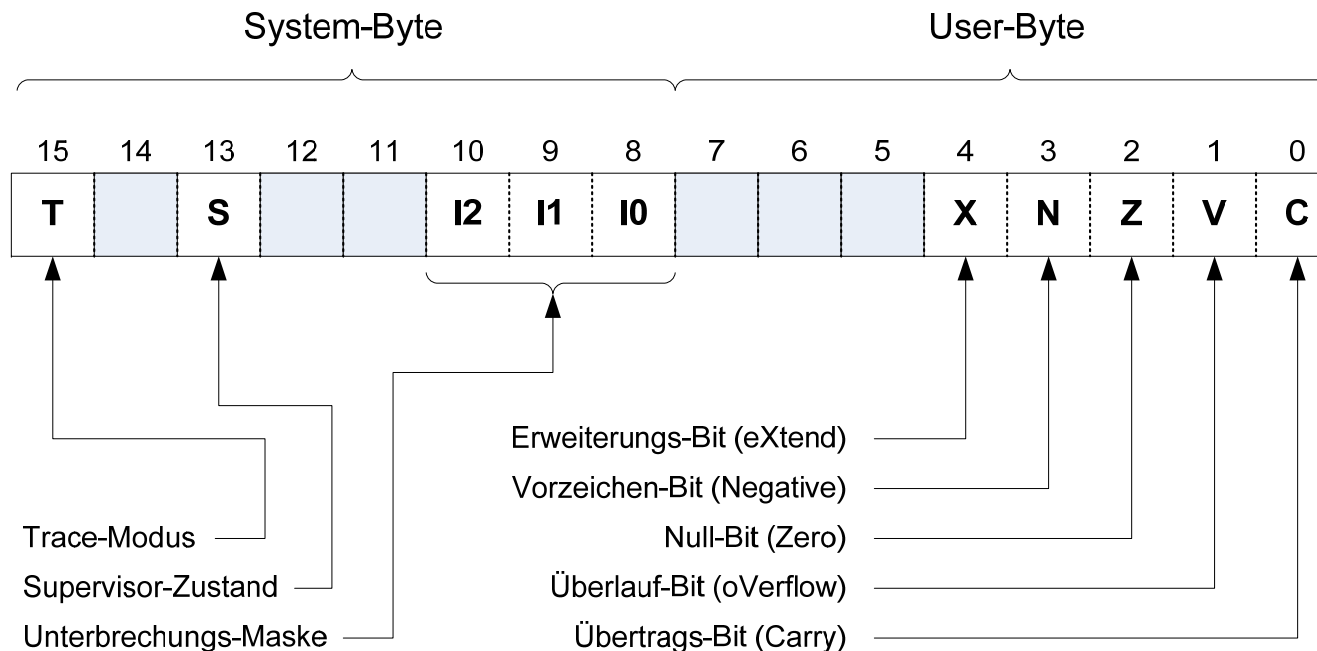 System-Byte User-Byte
15 14 13 12 11 10 9 8 7 6 5 4 3 2 1 0
T S I2 I1 I0 X N Z V C
Erweiterungs-Bit (eXtend)
Vorzeichen-Bit (Negative)
Trace-Modus Null-Bit (Zero)
Supervisor-Zustand Überlauf-Bit (oVerflow)
Unterbrechungs-Maske Übertrags-Bit (Carry)